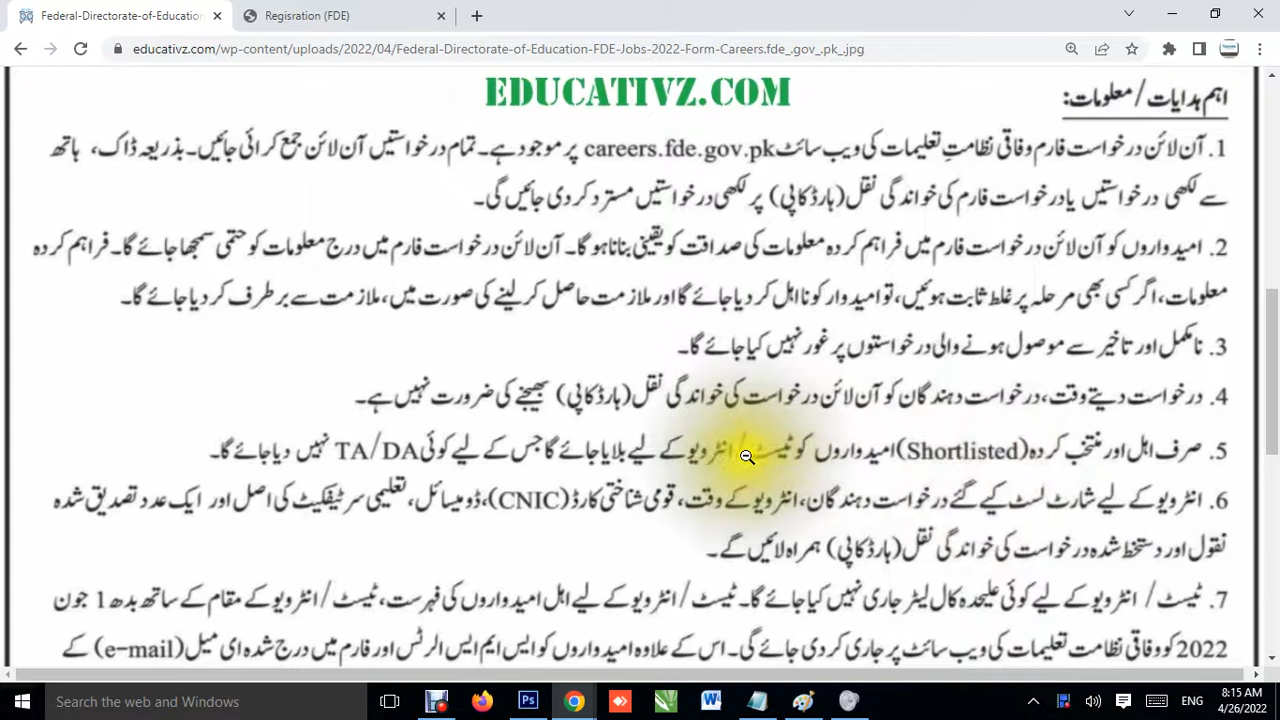 Federal-Directorate-of-Education
Regisration (FDE)
educativz.com/wp-content/uploads/2022/04/Federal-Directorate-of-Education-FDE-Jobs-2022-Form-Careers.fde_.gov_.pk_.jpg
EDUCATIVZ.COM
اہم ہدایات / معلومات:
1. آن لائن درخواست فارم وفاقی نظامتِ تعلیمات کی ویب سائٹ careers.fde.gov.pk پر موجود ہے۔ تمام درخواستیں آن لائن جمع کرائی جائیں۔ بذریعہ ڈاک، ہاتھ
سے لکھی درخواستیں یا درخواست فارم کی خواندگی نقل (ہارڈ کاپی) پر لکھی درخواستیں مسترد کر دی جائیں گی۔
2. امیدواروں کو آن لائن درخواست فارم میں فراہم کردہ معلومات کی صداقت کو یقینی بنانا ہو گا۔ آن لائن درخواست فارم میں درج معلومات کو حتمی سمجھا جائے گا۔ فراہم کردہ
معلومات، اگر کسی بھی مرحلہ پر غلط ثابت ہوئیں، تو امیدوار کو نا اہل کر دیا جائے گا اور ملازمت حاصل کر لینے کی صورت میں، ملازمت سے برطرف کر دیا جائے گا۔
3. نامکمل اور تاخیر سے موصول ہونے والی درخواستوں پر غور نہیں کیا جائے گا۔
4. درخواست دیتے وقت، درخواست دہندگان کو آن لائن درخواست کی خواندگی نقل (ہارڈ کاپی) بھیجنے کی ضرورت نہیں ہے۔
5. صرف اہل اور منتخب کردہ (Shortlisted) امیدواروں کو ٹیسٹ / انٹرویو کے لیے بلایا جائے گا جس کے لیے کوئی TA/DA نہیں دیا جائے گا۔
6. انٹرویو کے لیے شارٹ لسٹ کیے گئے درخواست دہندگان، انٹرویو کے وقت، قومی شناختی کارڈ (CNIC)، ڈومیسائل، تعلیمی سرٹیفکیٹ کی اصل اور ایک عدد تصدیق شدہ
نقول اور دستخط شدہ درخواست کی خواندگی نقل (ہارڈ کاپی) ہمراہ لائیں گے۔
7. ٹیسٹ / انٹرویو کے لیے کوئی علیحدہ کال لیٹر جاری نہیں کیا جائے گا۔ ٹیسٹ / انٹرویو کے لیے اہل امیدواروں کی فہرست، ٹیسٹ / انٹرویو کے مقام کے ساتھ بدھ 1 جون
2022 کو وفاقی نظامت تعلیمات کی ویب سائٹ پر جاری کر دی جائے گی۔ اس کے علاوہ امیدواروں کو ایس ایم ایس الرٹس اور فارم میں درج شدہ ای میل (e-mail) کے
Search the web and Windows
ENG
8:15 AM
4/26/2022